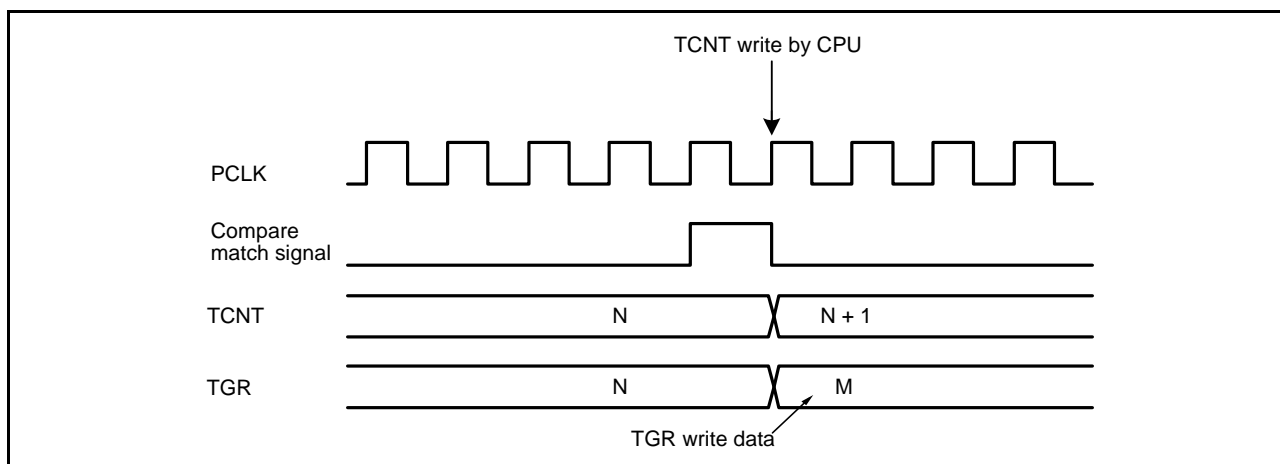 TCNT write by CPU
PCLK
Compare
match signal
TCNT
N
N + 1
TGR
N
M
TGR write data